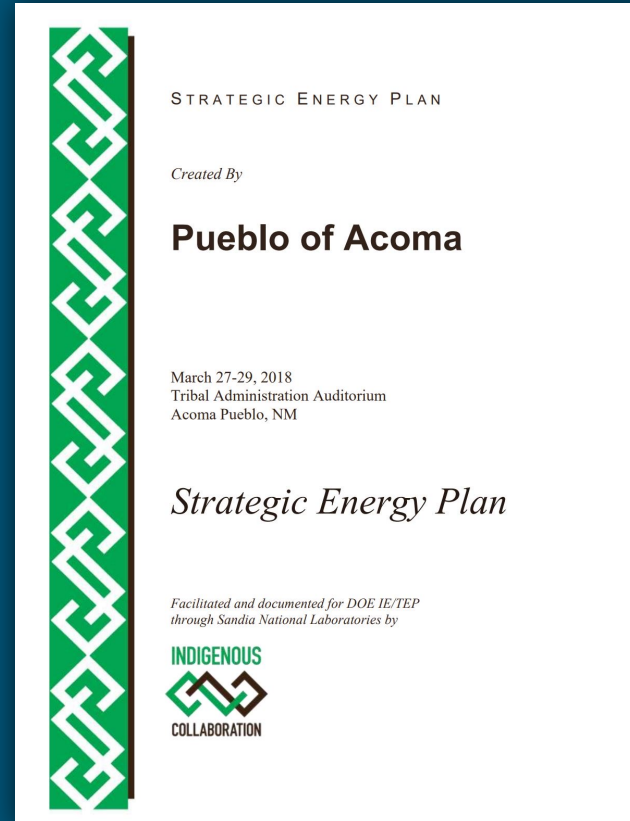 STRATEGIC ENERGY PLAN
Created By
Pueblo of Acoma
March 27-29, 2018
Tribal Administration Auditorium
Acoma Pueblo, NM
Strategic Energy Plan
Facilitated and documented for DOE IE/TEP
through Sandia National Laboratories by
INDIGENOUS
COLLABORATION